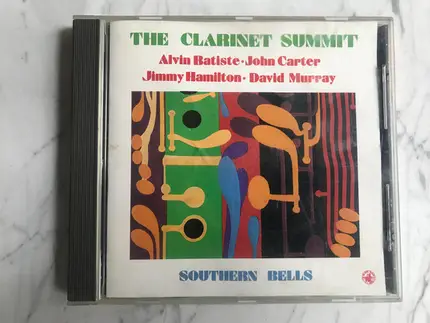 THE CLARINET SUMMIT
Alvin Batiste·John Carter
Jimmy Hamilton·David Murray
SOUTHERN BELLS